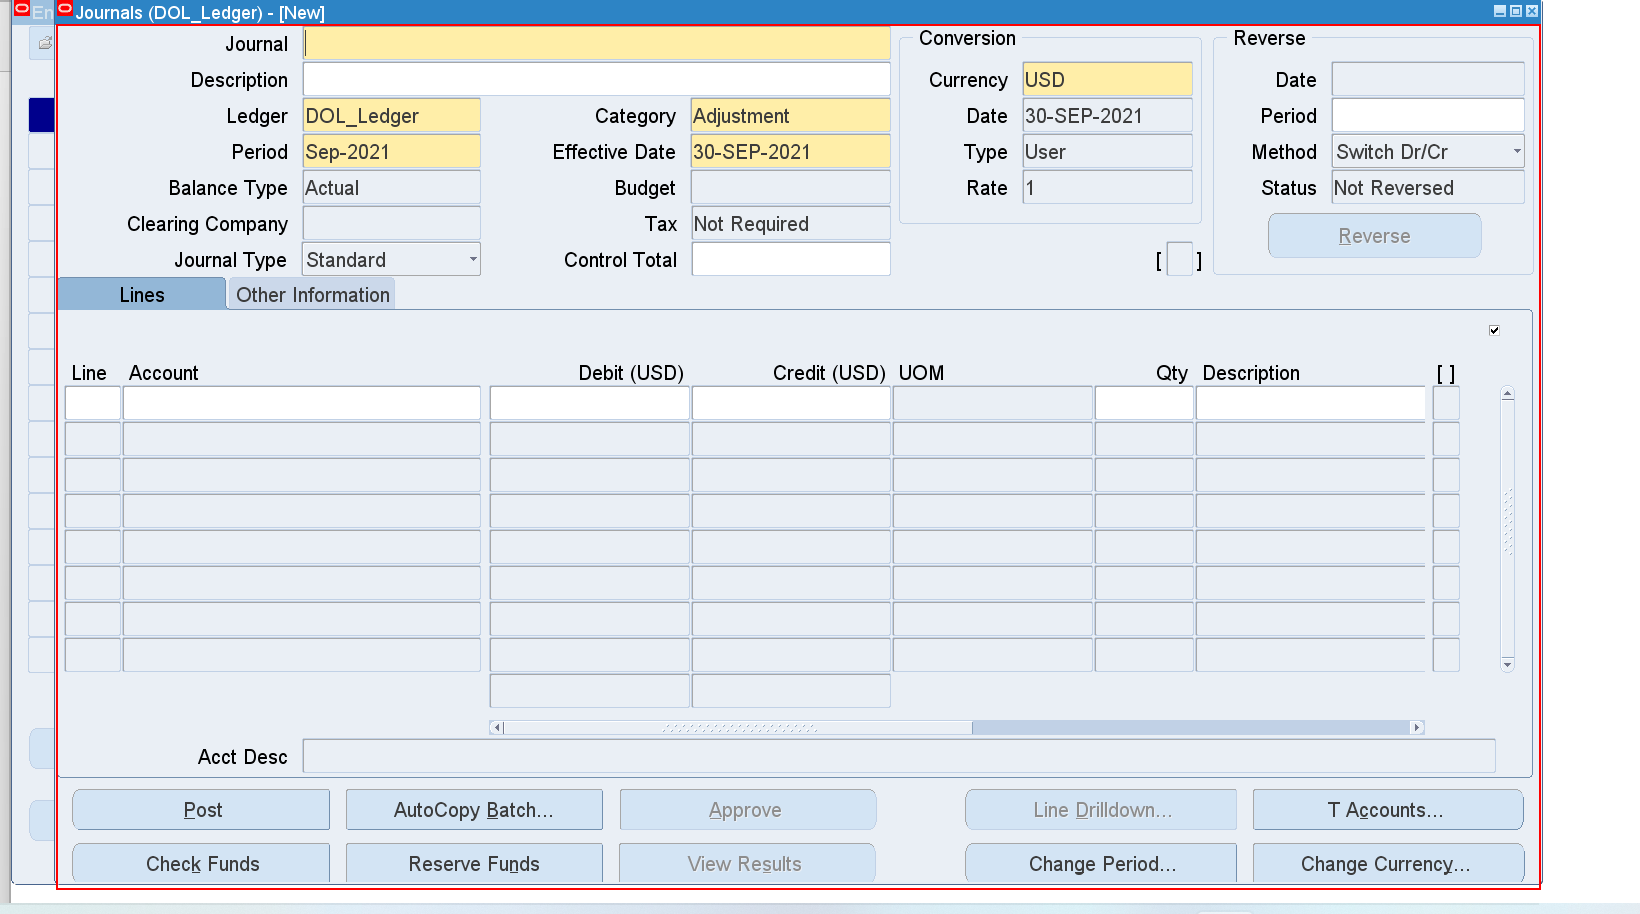 En
Journals (DOL_Ledger) - [New]
Journal
Description
Ledger DOL_Ledger Category Adjustment
Period Sep-2021 Effective Date 30-SEP-2021
Balance Type Actual Budget
Clearing Company Tax Not Required
Journal Type Standard Control Total
Conversion
Currency USD
Date 30-SEP-2021
Type User
Rate 1
[ ]
Reverse
Date
Period
Method Switch Dr/Cr
Status Not Reversed
Reverse
Lines Other Information
Line Account Debit (USD) Credit (USD) UOM Qty Description [ ]
Acct Desc
Post AutoCopy Batch... Approve Line Drilldown... T Accounts...
Check Funds Reserve Funds View Results Change Period... Change Currency...